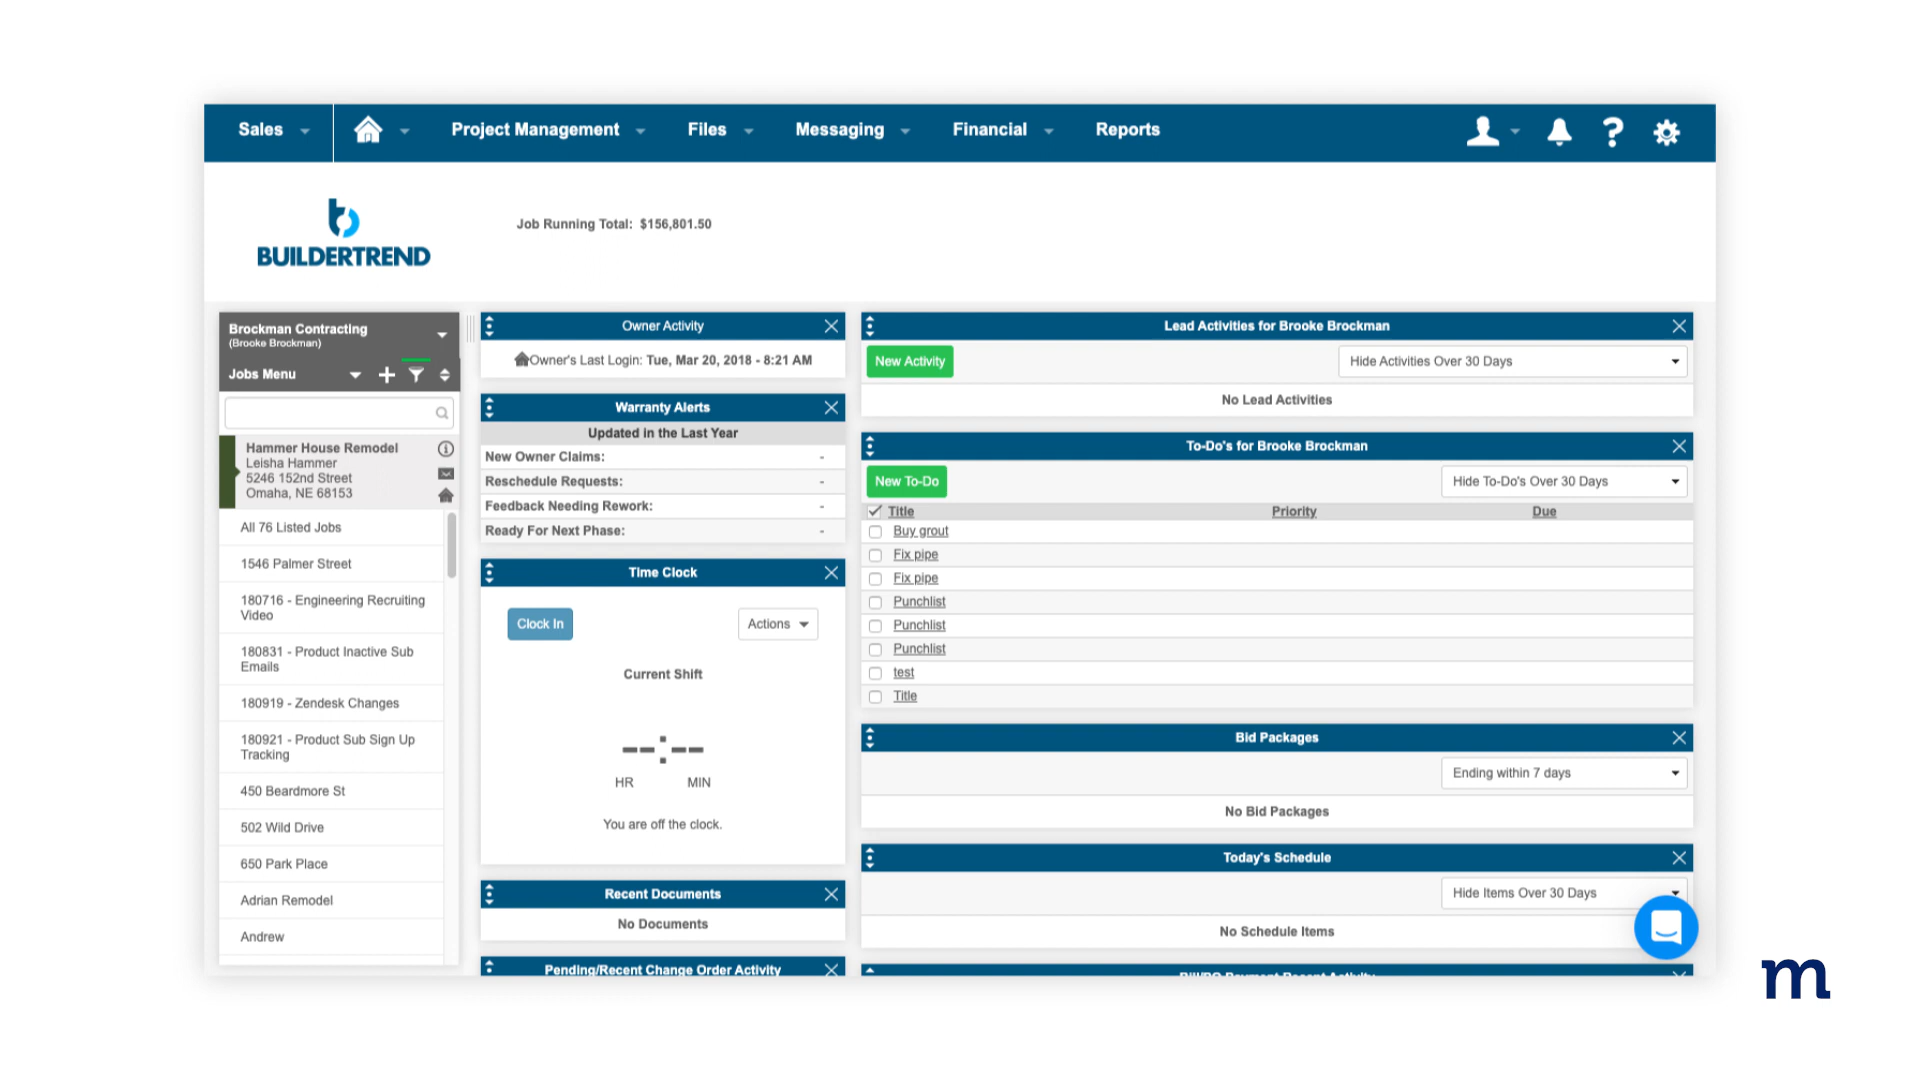 Sales
Project Management
Files
Messaging
Financial
Reports
BUILDERTREND
Job Running Total: $156,801.50
Brockman Contracting
(Brooke Brockman)
Jobs Menu
Hammer House Remodel
Leisha Hammer
5246 152nd Street
Omaha, NE 68153
All 76 Listed Jobs
1546 Palmer Street
180716 - Engineering Recruiting
Video
180831 - Product Inactive Sub
Emails
180919 - Zendesk Changes
180921 - Product Sub Sign Up
Tracking
450 Beardmore St
502 Wild Drive
650 Park Place
Adrian Remodel
Andrew
Owner Activity
Owner's Last Login: Tue, Mar 20, 2018 - 8:21 AM
Warranty Alerts
Updated in the Last Year
New Owner Claims: -
Reschedule Requests: -
Feedback Needing Rework: -
Ready For Next Phase: -
Time Clock
Clock In
Actions
Current Shift
--:--
HR MIN
You are off the clock.
Recent Documents
No Documents
Pending/Recent Change Order Activity
Lead Activities for Brooke Brockman
New Activity
Hide Activities Over 30 Days
No Lead Activities
To-Do's for Brooke Brockman
New To-Do
Hide To-Do's Over 30 Days
Title Priority Due
Buy grout
Fix pipe
Fix pipe
Punchlist
Punchlist
Punchlist
test
Title
Bid Packages
Ending within 7 days
No Bid Packages
Today's Schedule
Hide Items Over 30 Days
No Schedule Items
Bill/PO Payment Recent Activity
m